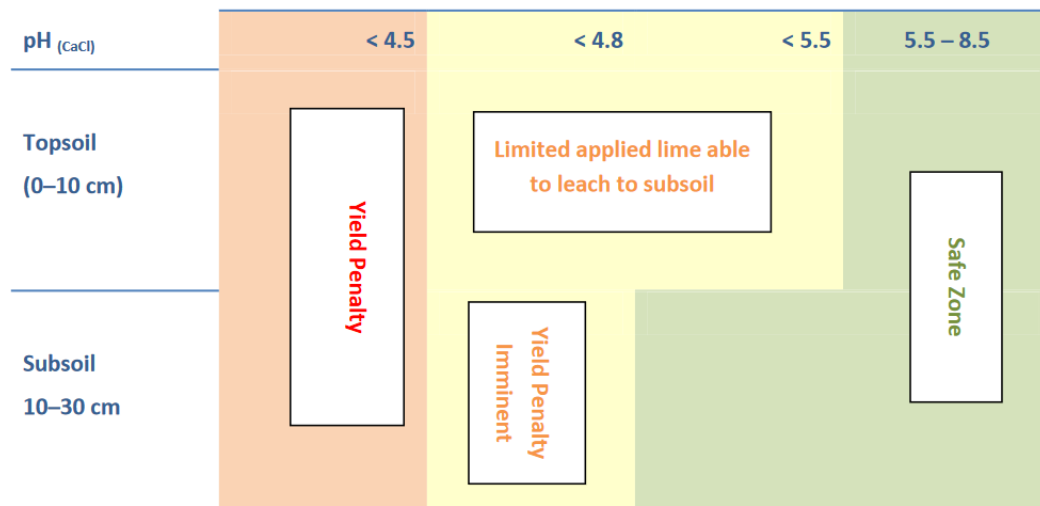 pH (CaCl) < 4.5 < 4.8 < 5.5 5.5 – 8.5
Topsoil
(0–10 cm)
Limited applied lime able
to leach to subsoil
Yield Penalty
Safe Zone
Subsoil
10–30 cm
Yield Penalty
Imminent